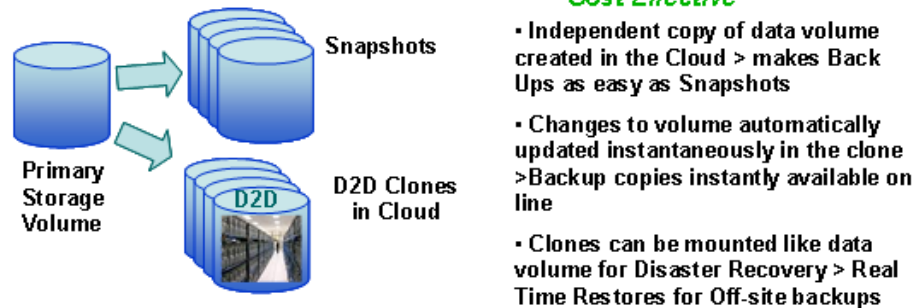 Cost Effective
Snapshots
Primary
Storage
Volume
D2D
D2D Clones
in Cloud
▪ Independent copy of data volume
created in the Cloud > makes Back
Ups as easy as Snapshots
▪ Changes to volume automatically
updated instantaneously in the clone
>Backup copies instantly available on
line
▪ Clones can be mounted like data
volume for Disaster Recovery > Real
Time Restores for Off-site backups